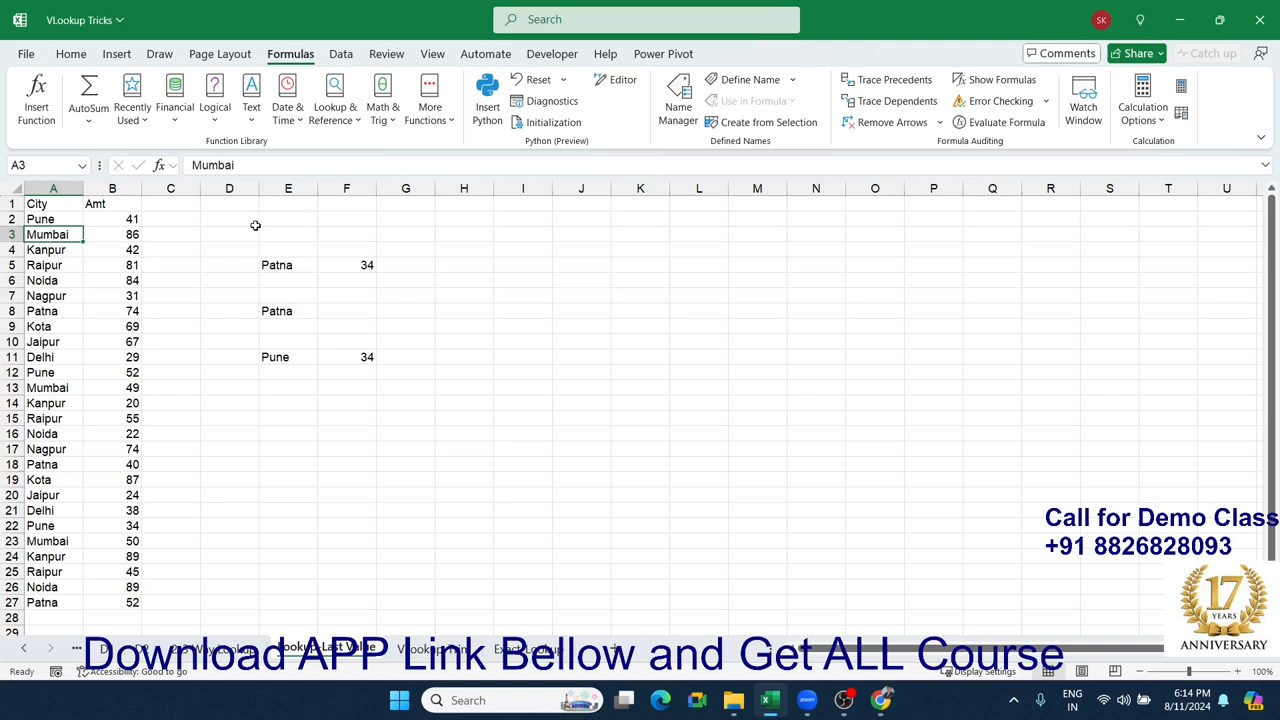 VLookup Tricks
Search
SK
File Home Insert Draw Page Layout Formulas Data Review View Automate Developer Help Power Pivot
Comments Share Catch up
Insert Function
AutoSum
Recently Used
Financial
Logical
Text
Date & Time
Lookup & Reference
Math & Trig
More Functions
Function Library
Insert Python
Reset
Diagnostics
Initialization
Editor
Python (Preview)
Name Manager
Define Name
Use in Formula
Create from Selection
Defined Names
Trace Precedents
Trace Dependents
Remove Arrows
Show Formulas
Error Checking
Evaluate Formula
Formula Auditing
Watch Window
Calculation Options
Calculation
A3 fx Mumbai
A B C D E F G H I J K L M N O P Q R S T U
1 City Amt
2 Pune 41
3 Mumbai 86
4 Kanpur 42
5 Raipur 81 Patna 34
6 Noida 84
7 Nagpur 31
8 Patna 74 Patna
9 Kota 69
10 Jaipur 67
11 Delhi 29 Pune 34
12 Pune 52
13 Mumbai 49
14 Kanpur 20
15 Raipur 55
16 Noida 22
17 Nagpur 74
18 Patna 40
19 Kota 87
20 Jaipur 24
21 Delhi 38
22 Pune 34
23 Mumbai 50
24 Kanpur 89
25 Raipur 45
26 Noida 89
27 Patna 52
28
29
Call for Demo Class
+91 8826828093
17
YEARS
ANNIVERSARY
Download APP Link Bellow and Get ALL Course
Ready Accessibility: Good to go Display Settings 100%
Search
ENG
IN
6:14 PM
8/11/2024